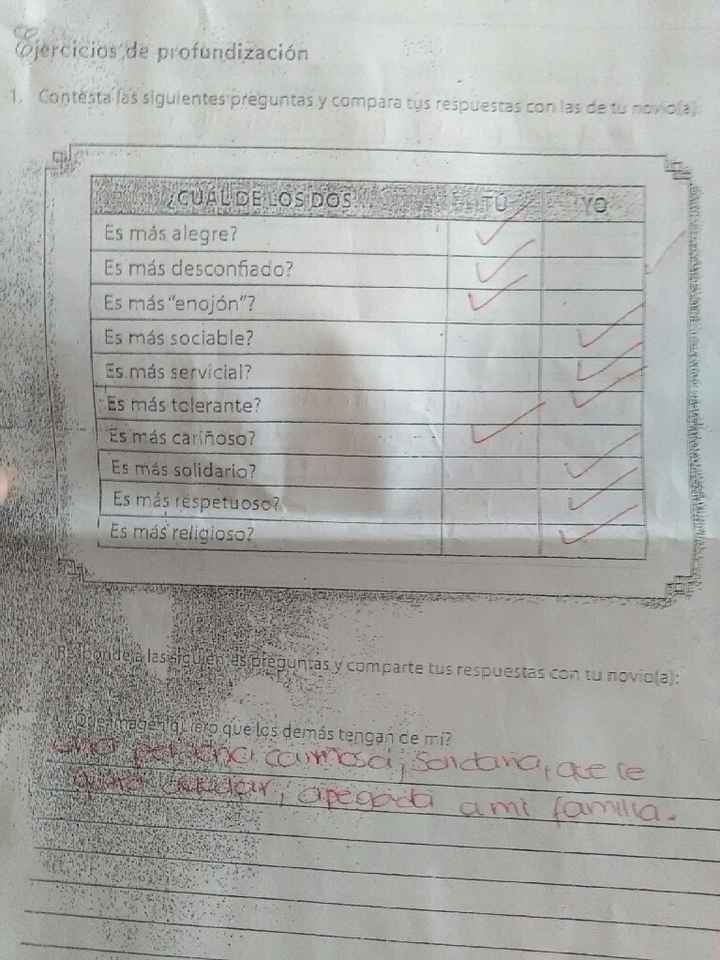 Ejercicios de profundización
1. Contesta las siguientes preguntas y compara tus respuestas con las de tu novio(a):
¿CUÁL DE LOS DOS TÚ YO
Es más alegre?
Es más desconfiado?
Es más "enojón"?
Es más sociable?
Es más servicial?
Es más tolerante?
Es más cariñoso?
Es más solidario?
Es más respetuoso?
Es más religioso?
Responde a las siguientes preguntas y comparte tus respuestas con tu novio(a):
¿Qué imagen quiero que los demás tengan de mí?
Una persona cariñosa, que le
gusta ayudar, apegada a mi familia.